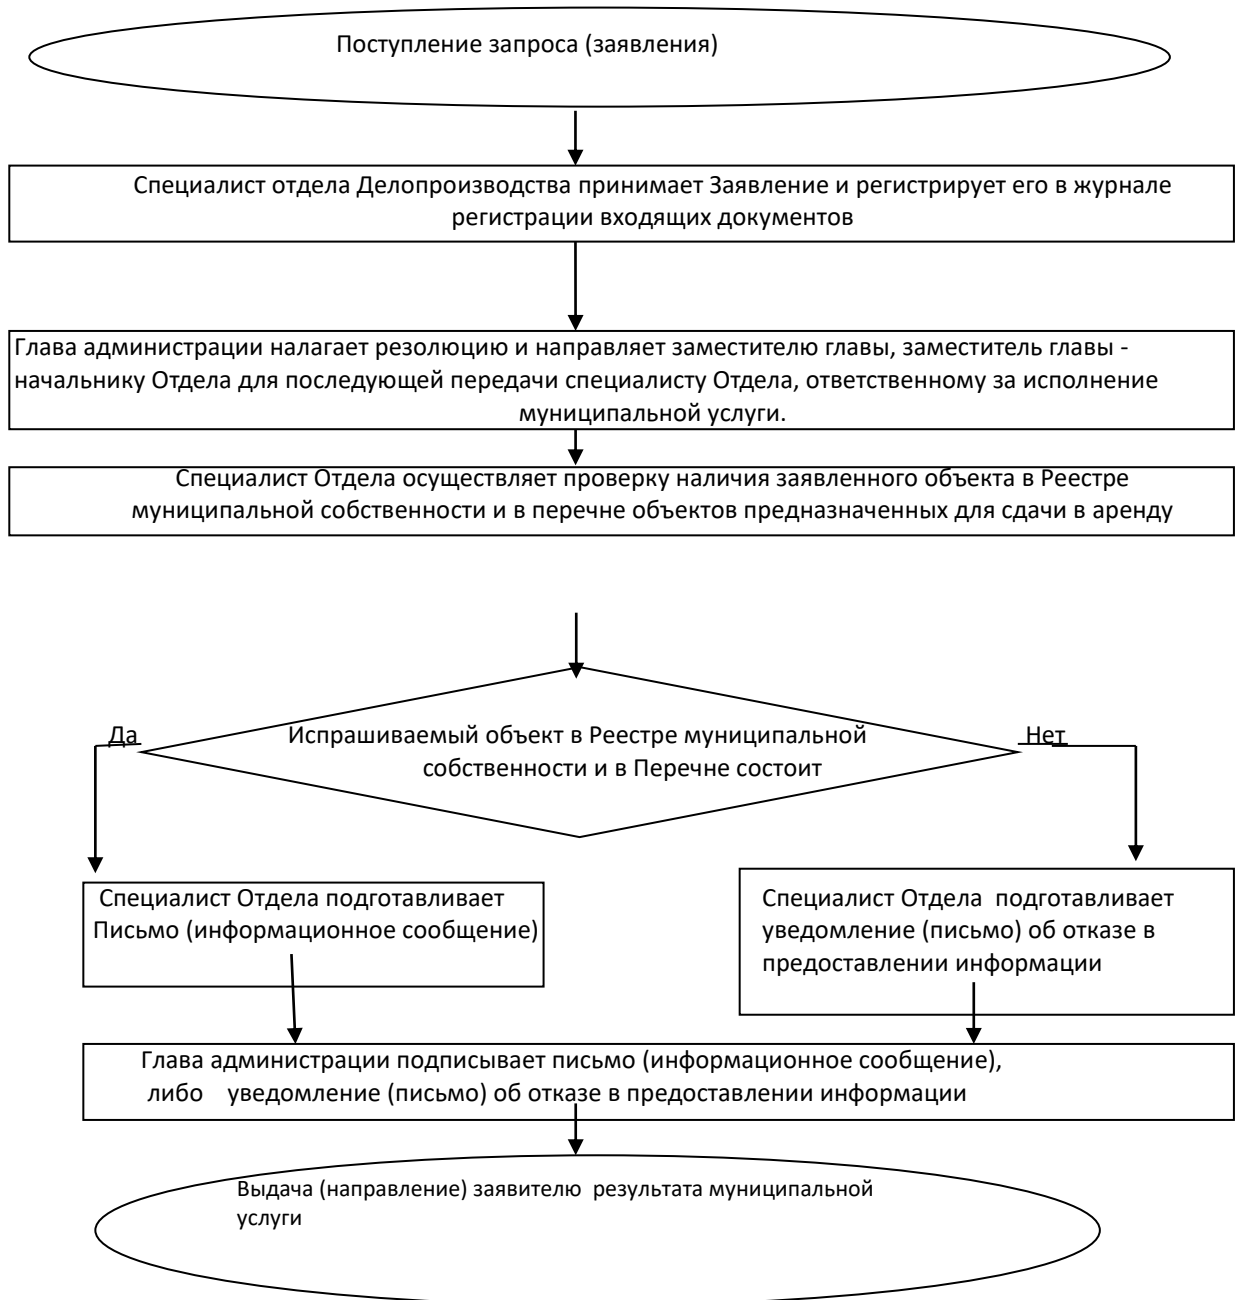 Поступление запроса (заявления)
Специалист отдела Делопроизводства принимает Заявление и регистрирует его в журнале
регистрации входящих документов
Глава администрации налагает резолюцию и направляет заместителю главы, заместитель главы -
начальнику Отдела для последующей передачи специалисту Отдела, ответственному за исполнение
муниципальной услуги.
Специалист Отдела осуществляет проверку наличия заявленного объекта в Реестре
муниципальной собственности и в перечне объектов предназначенных для сдачи в аренду
Да
Испрашиваемый объект в Реестре муниципальной
собственности и в Перечне состоит
Нет
Специалист Отдела подготавливает
Письмо (информационное сообщение)
Специалист Отдела подготавливает
уведомление (письмо) об отказе в
предоставлении информации
Глава администрации подписывает письмо (информационное сообщение),
либо уведомление (письмо) об отказе в предоставлении информации
Выдача (направление) заявителю результата муниципальной
услуги